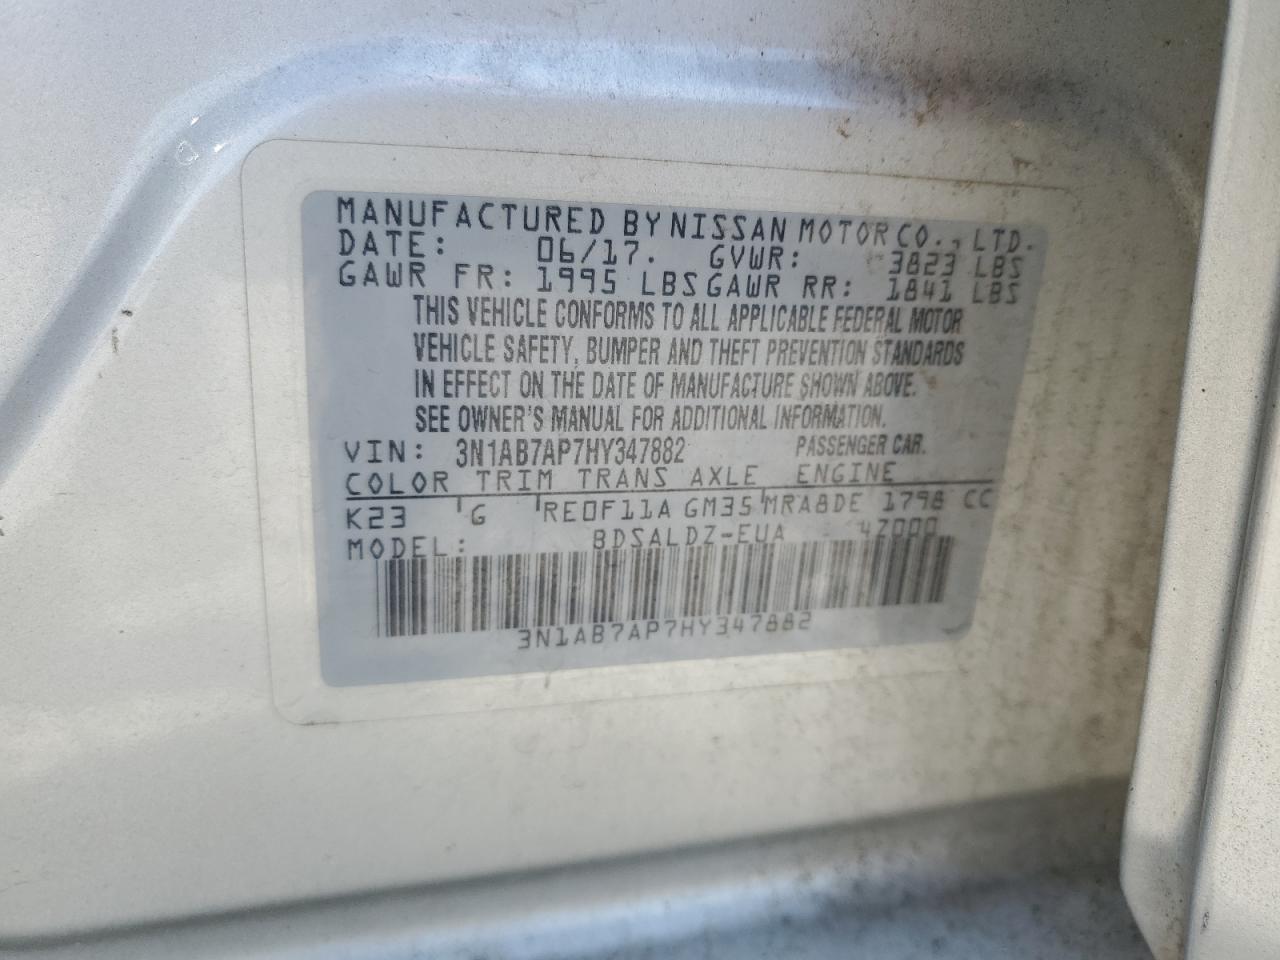 MANUFACTURED BY NISSAN MOTOR CO., LTD.
DATE: 06/17. GVWR: 3823 LBS
GAWR FR: 1995 LBS GAWR RR: 1841 LBS
THIS VEHICLE CONFORMS TO ALL APPLICABLE FEDERAL MOTOR
VEHICLE SAFETY, BUMPER AND THEFT PREVENTION STANDARDS
IN EFFECT ON THE DATE OF MANUFACTURE SHOWN ABOVE.
SEE OWNER'S MANUAL FOR ADDITIONAL INFORMATION.
VIN: 3N1AB7AP7HY347882 PASSENGER CAR.
COLOR TRIM TRANS AXLE ENGINE
K23 G RE0F11A GM35 MRA8DE 1798 CC
MODEL: BDSALDZ-EUA - 4Z000
3N1AB7AP7HY347882